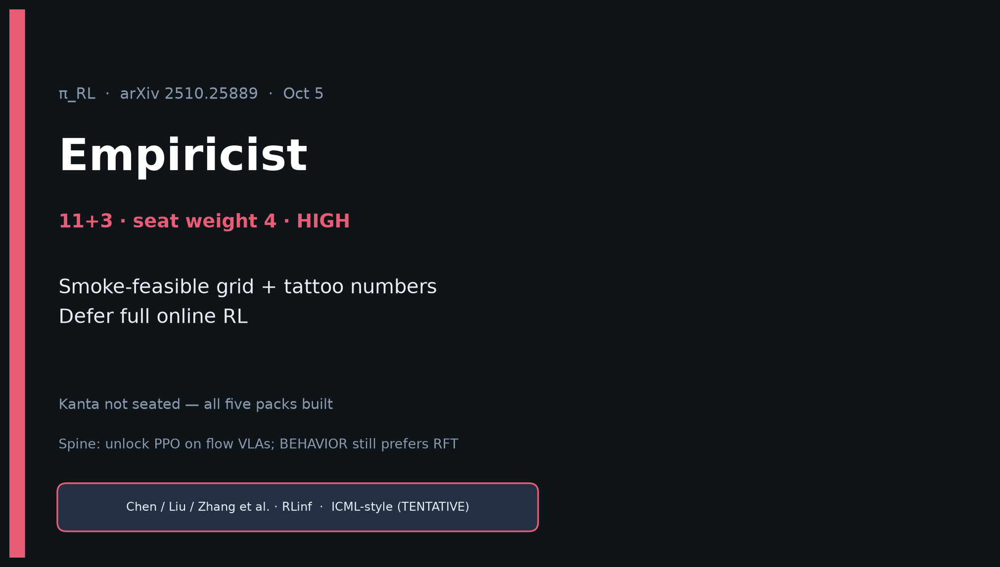 π_RL · arXiv 2510.25889 · Oct 5
Empiricist
11+3 · seat weight 4 · HIGH
Smoke-feasible grid + tattoo numbers
Defer full online RL
Kanta not seated — all five packs built
Spine: unlock PPO on flow VLAs; BEHAVIOR still prefers RFT
Chen / Liu / Zhang et al. · RLinf · ICML-style (TENTATIVE)